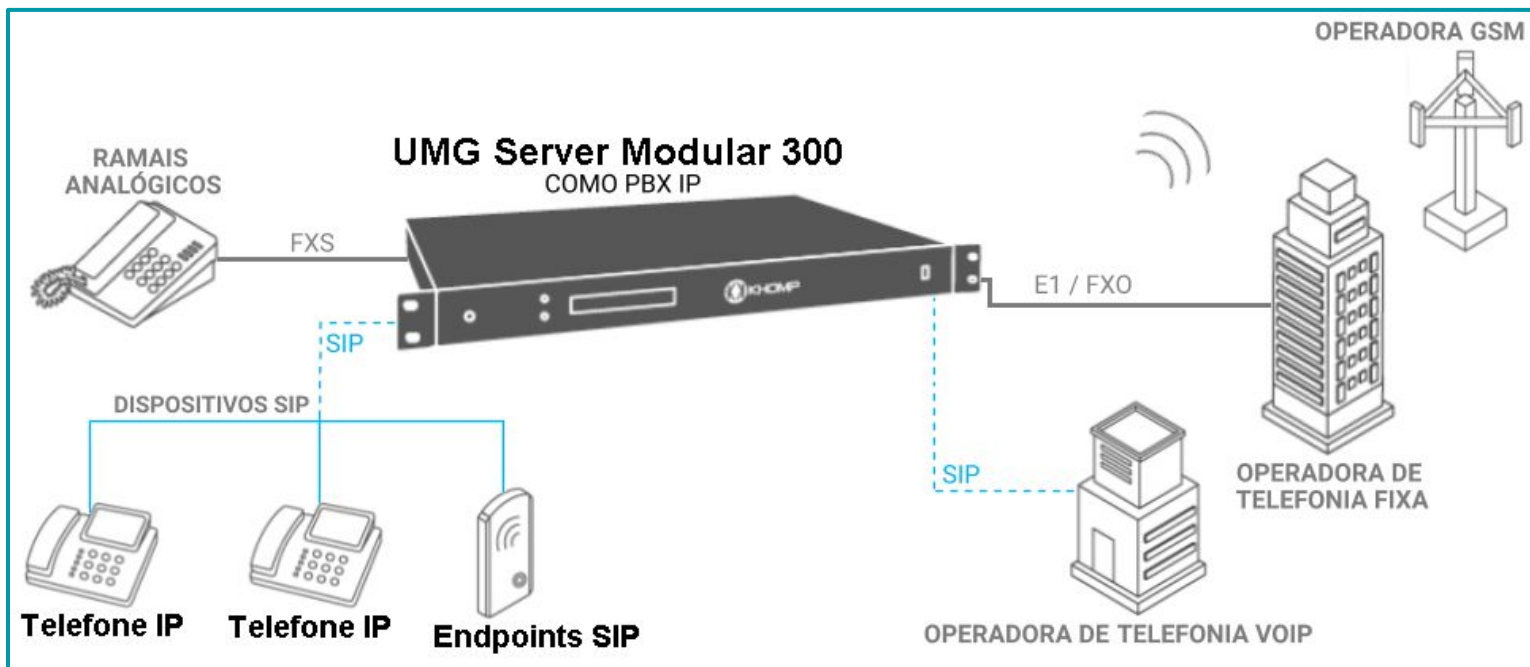 OPERADORA GSM
UMG Server Modular 300
COMO PBX IP
RAMAIS
ANALÓGICOS
FXS
KHOMP
E1 / FXO
SIP
DISPOSITIVOS SIP
SIP
OPERADORA DE
TELEFONIA FIXA
Telefone IP
Telefone IP
Endpoints SIP
OPERADORA DE TELEFONIA VOIP